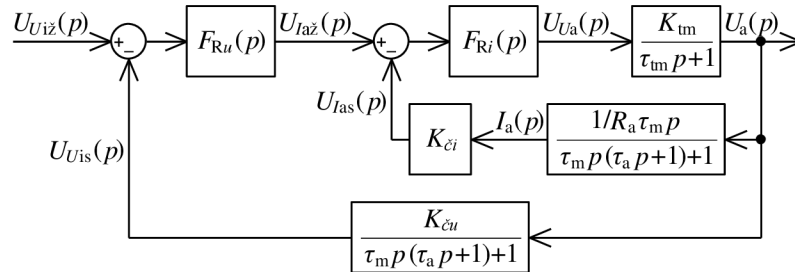 U_{Uiž}(p)
+
−
F_{Ru}(p)
U_{Iaž}(p)
+
−
F_{Ri}(p)
U_{Ua}(p)
K_{tm}
τ_{tm} p+1
U_a(p)
U_{Ias}(p)
K_{či}
I_a(p)
1/R_a τ_m p
τ_m p(τ_a p+1)+1
U_{Uis}(p)
K_{ču}
τ_m p(τ_a p+1)+1